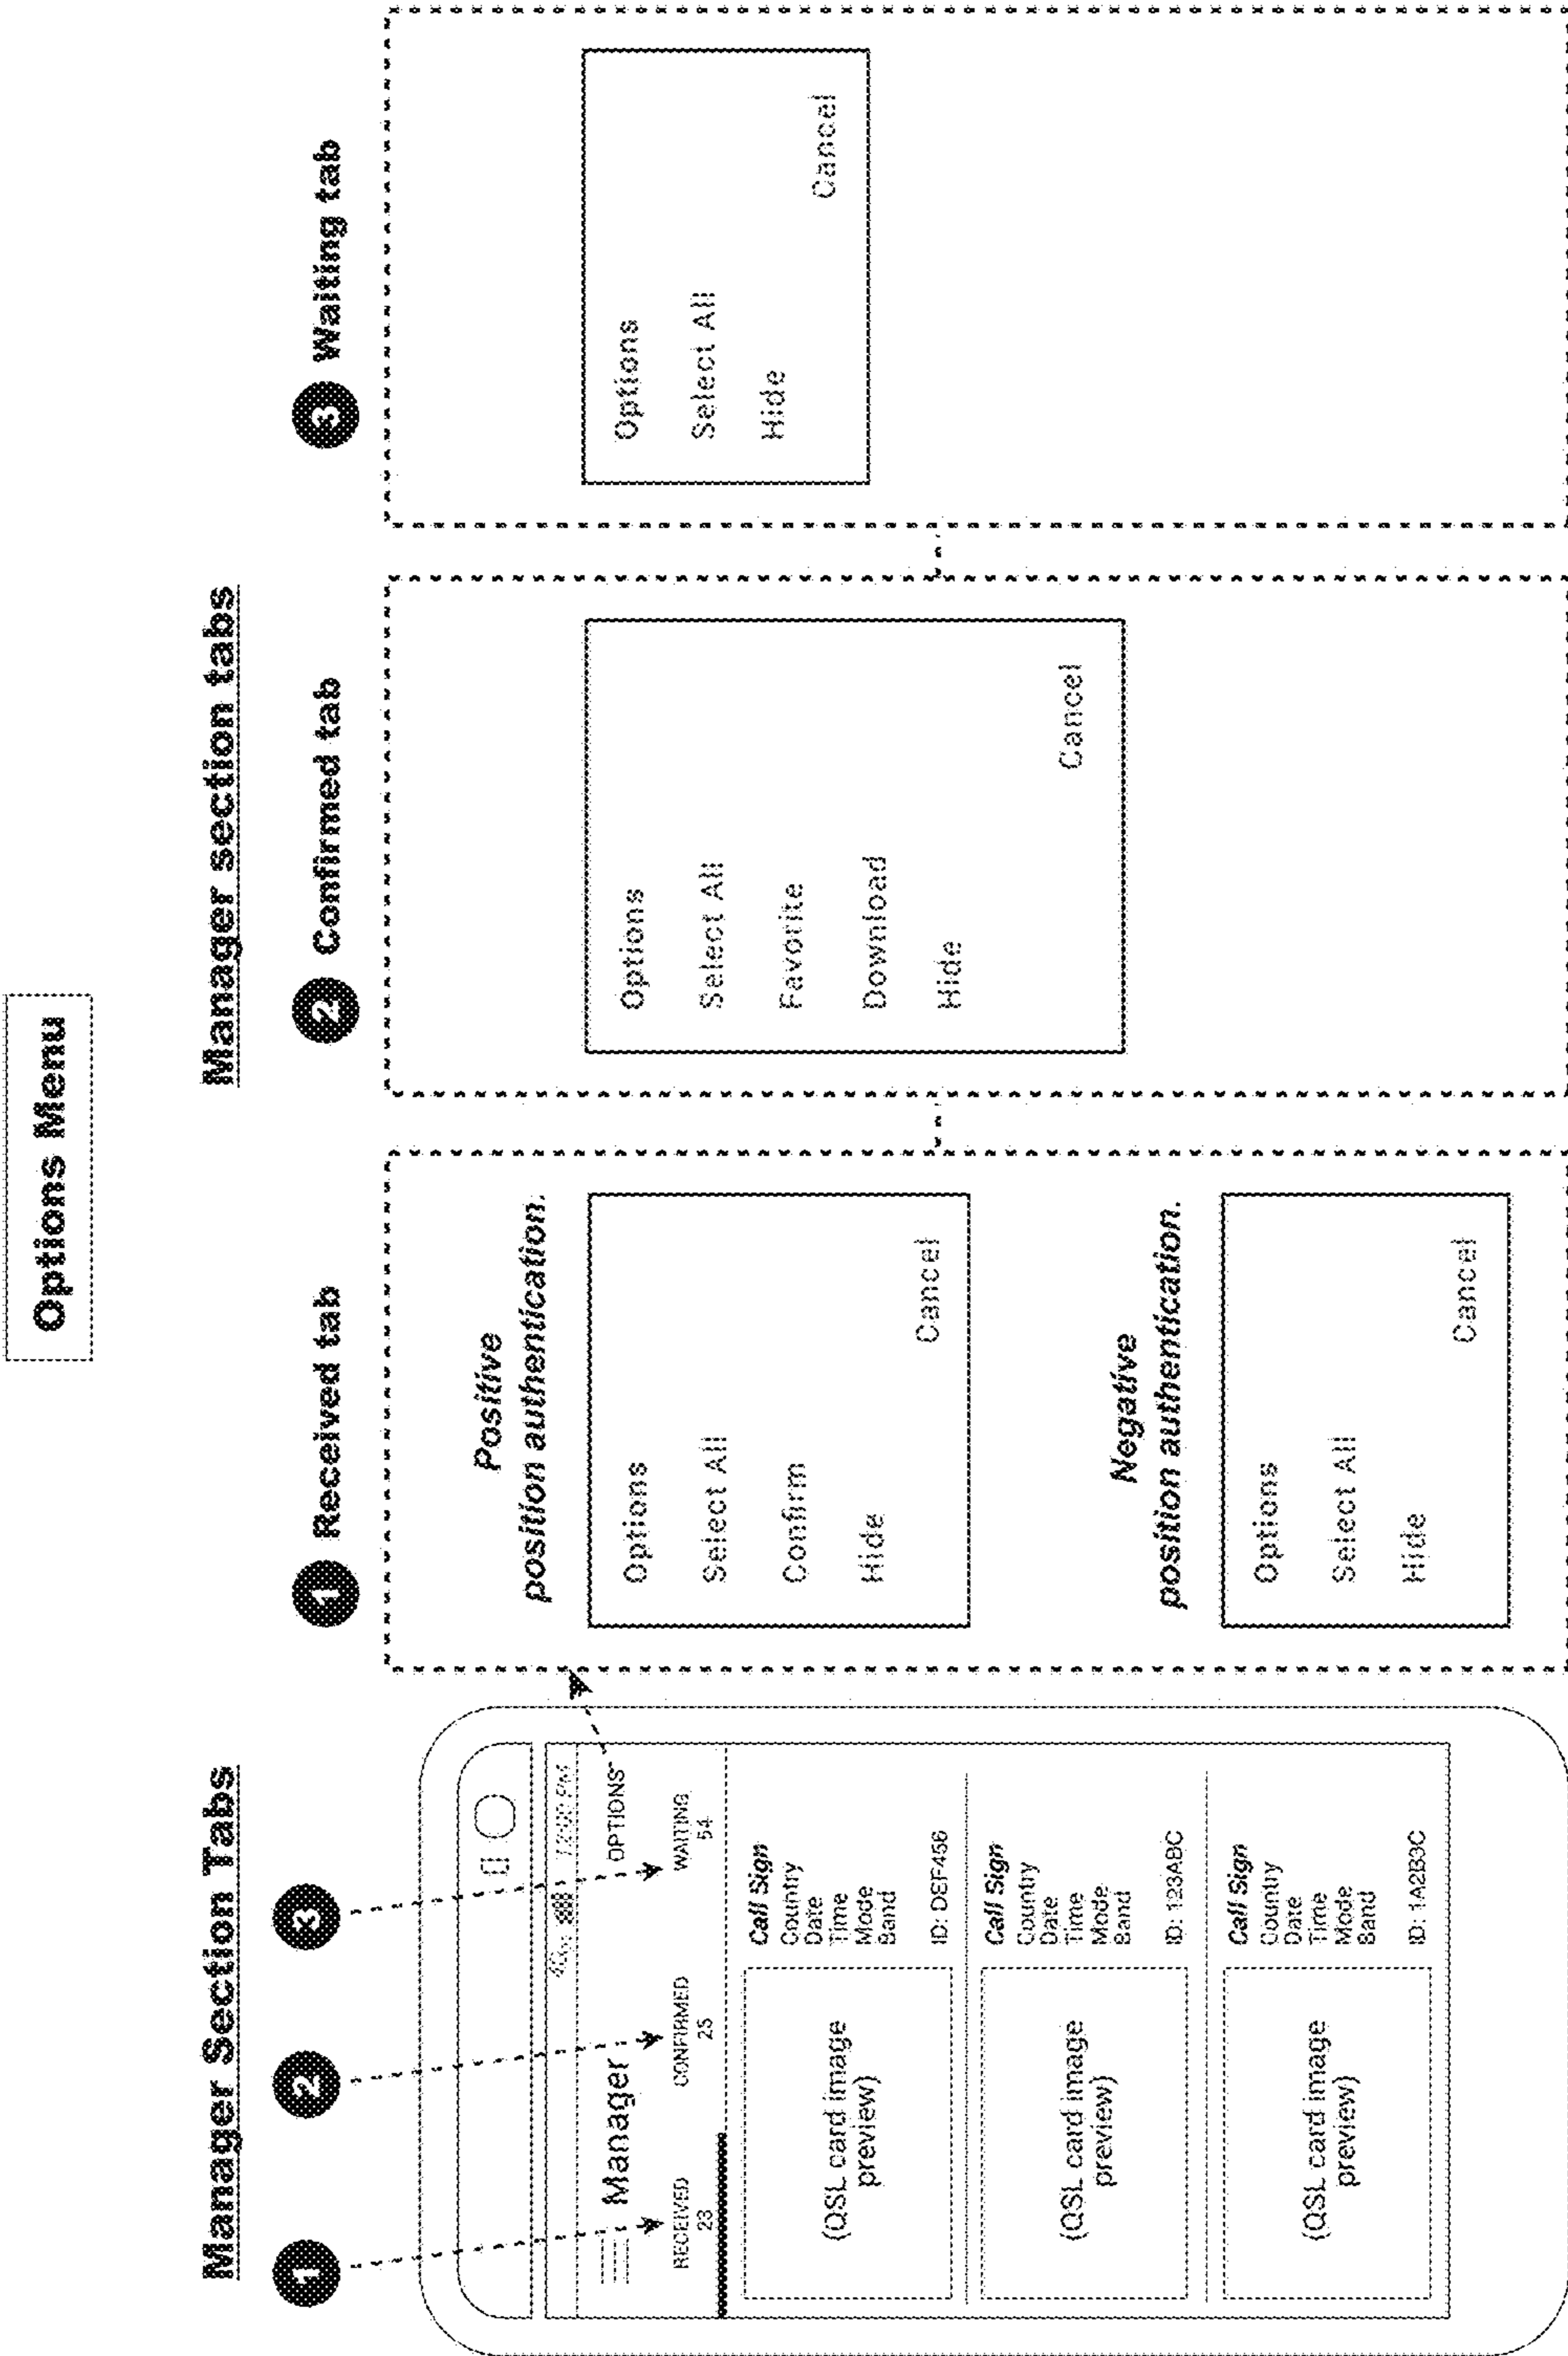 Options Menu
Manager Section Tabs
1
2
3
4G
12:00 PM
Manager
OPTIONS
RECEIVED
23
CONFIRMED
25
WAITING
54
(QSL card image
preview)
Call Sign
Country
Date
Time
Mode
Band
ID: DEF456
(QSL card image
preview)
Call Sign
Country
Date
Time
Mode
Band
ID: 123ABC
(QSL card image
preview)
Call Sign
Country
Date
Time
Mode
Band
ID: 1A2B3C
Manager section tabs
1 Received tab
Positive
position authentication.
Options
Select All
Confirm
Hide
Cancel
Negative
position authentication.
Options
Select All
Hide
Cancel
2 Confirmed tab
Options
Select All
Favorite
Download
Hide
Cancel
3 Waiting tab
Options
Select All
Hide
Cancel